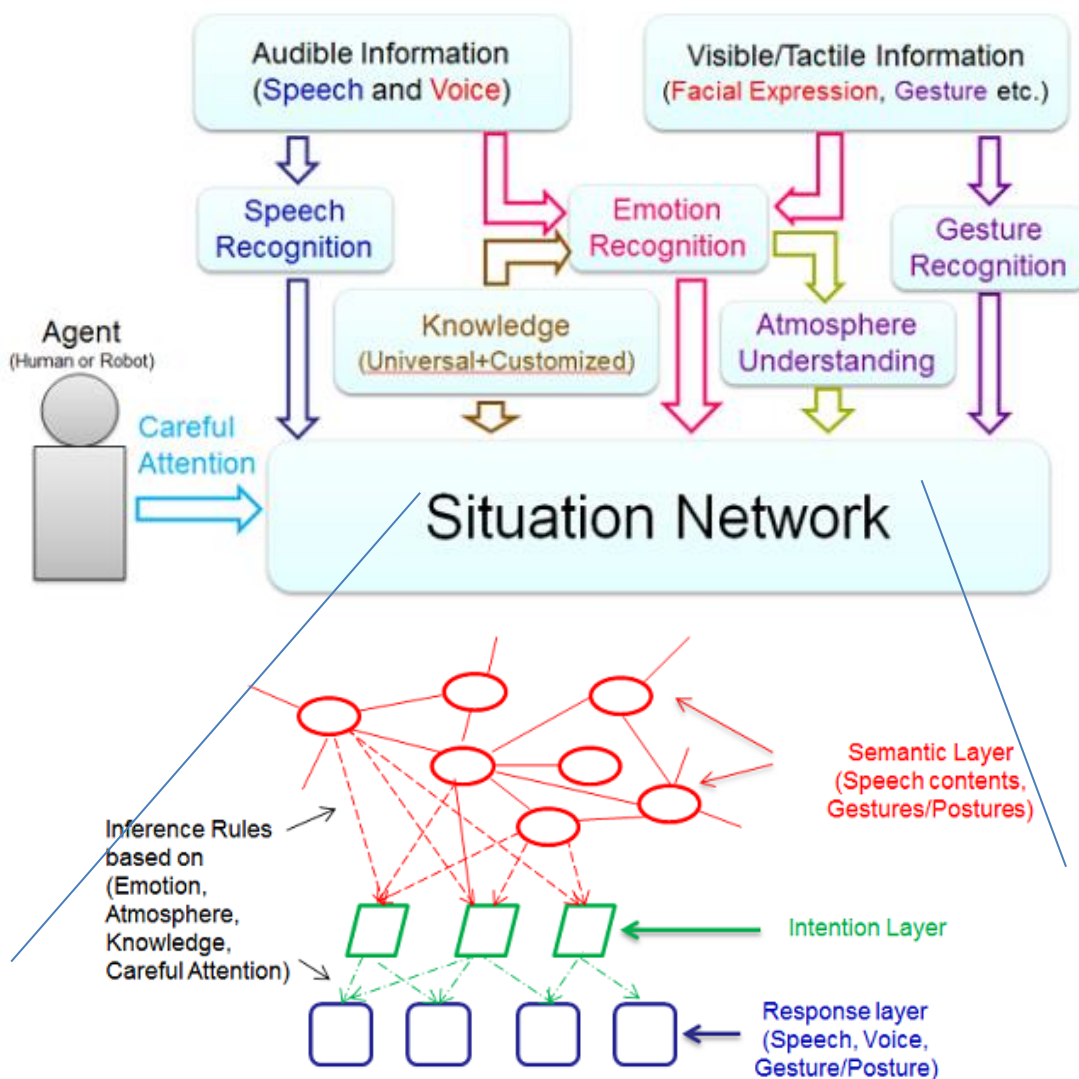 Audible Information
(Speech and Voice)
Visible/Tactile Information
(Facial Expression, Gesture etc.)
Speech
Recognition
Emotion
Recognition
Gesture
Recognition
Knowledge
(Universal+Customized)
Atmosphere
Understanding
Agent
(Human or Robot)
Careful
Attention
Situation Network
Semantic Layer
(Speech contents,
Gestures/Postures)
Inference Rules
based on
(Emotion,
Atmosphere,
Knowledge,
Careful Attention)
Intention Layer
Response layer
(Speech, Voice,
Gesture/Posture)